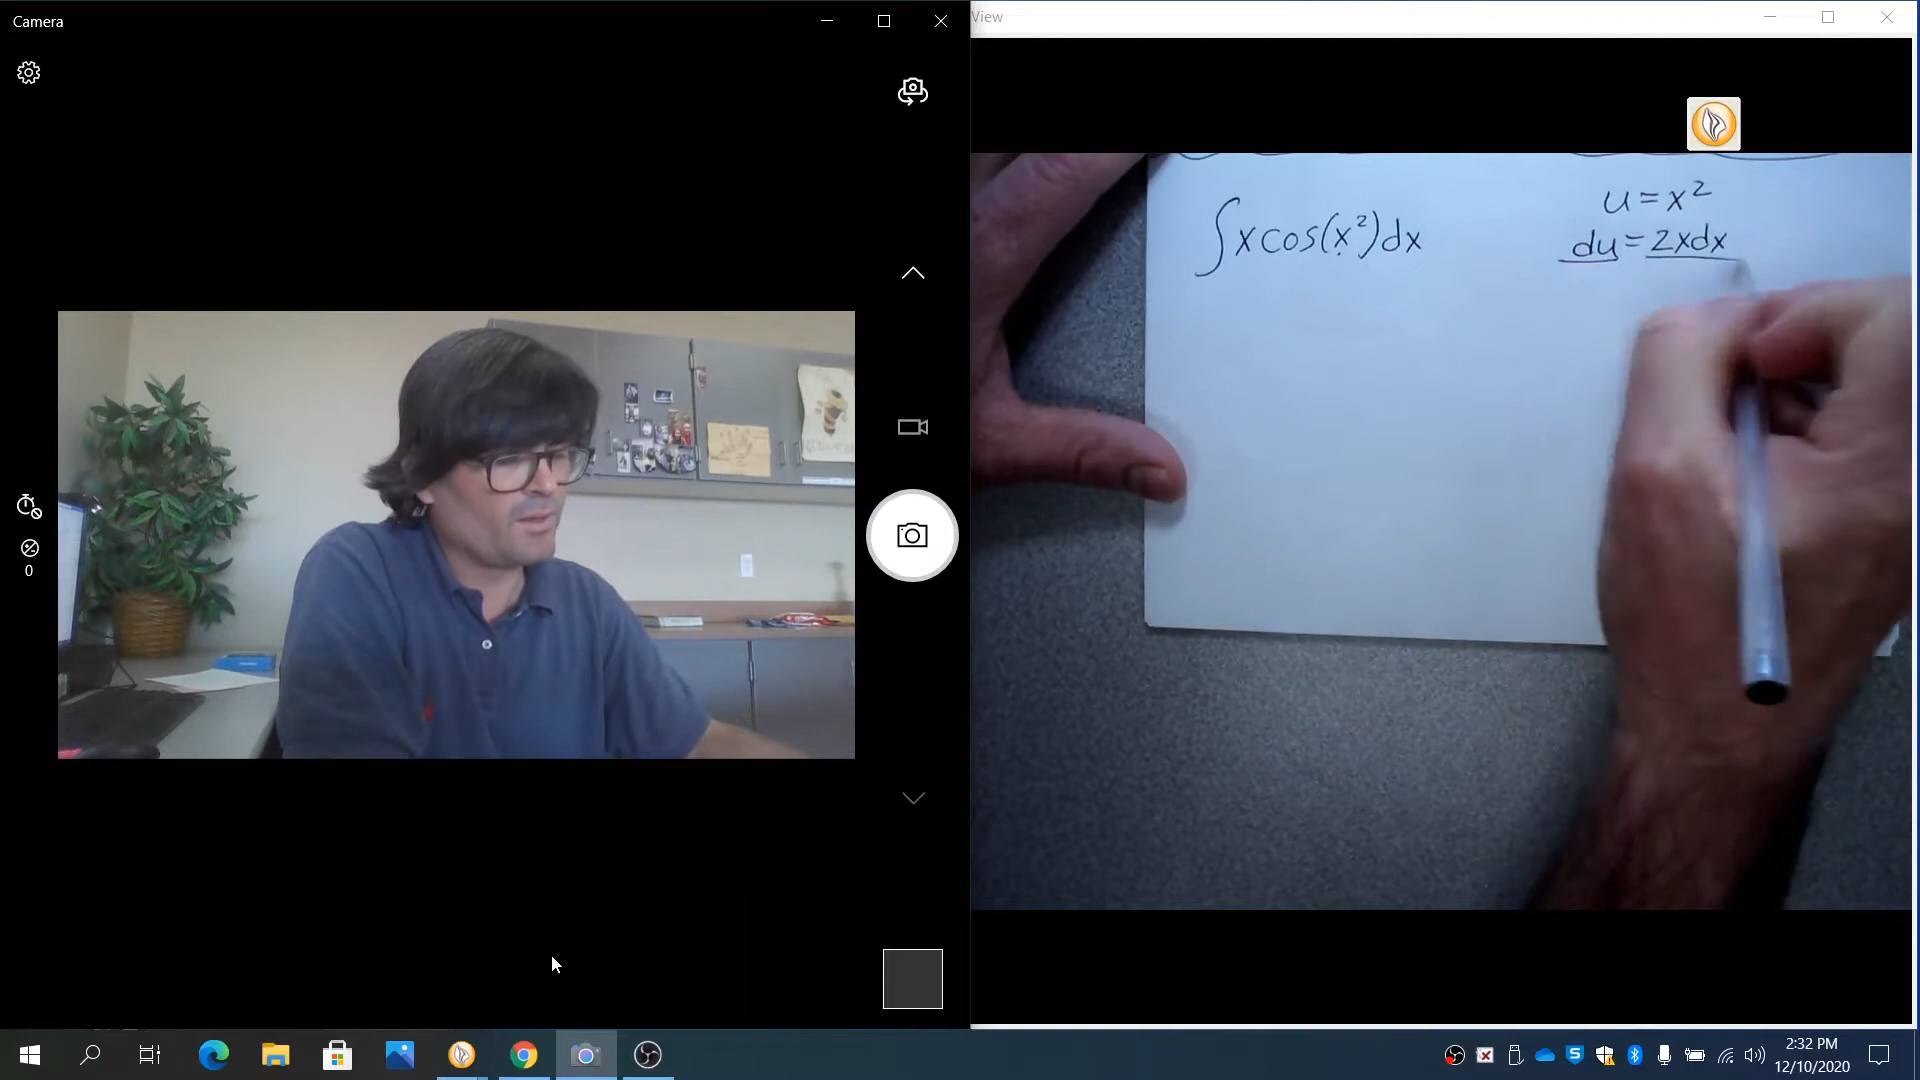 Camera
View
∫xcos(x²)dx
u=x²
du=2xdx
0
2:32 PM
12/10/2020